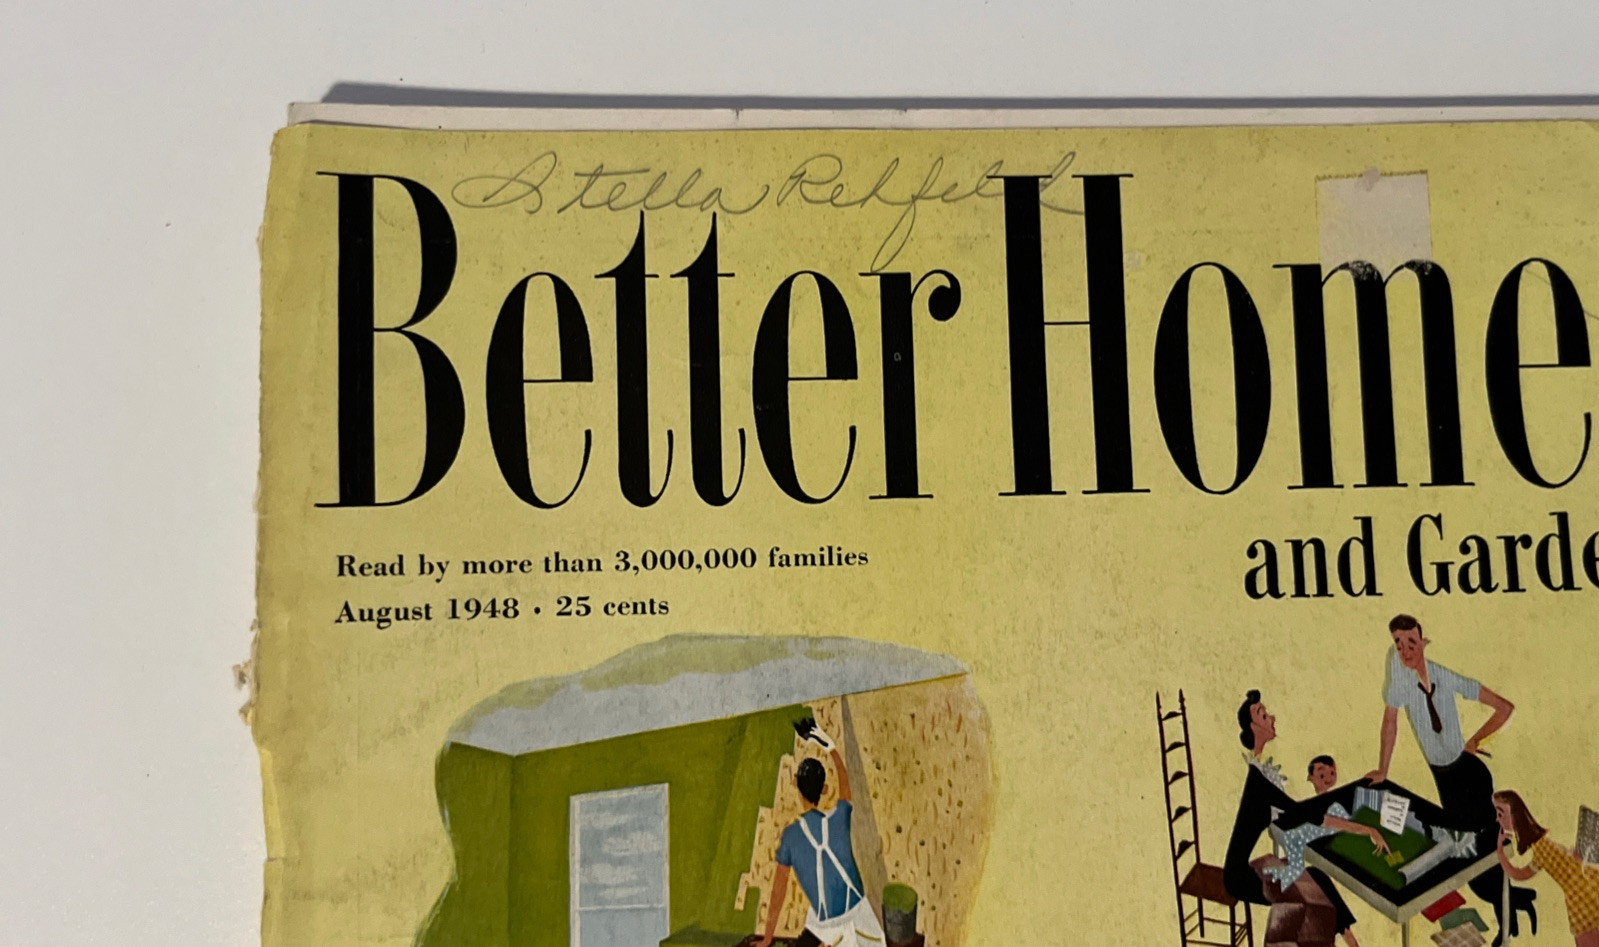 Stella Rehfeld
Better Home
and Garde
Read by more than 3,000,000 families
August 1948 · 25 cents